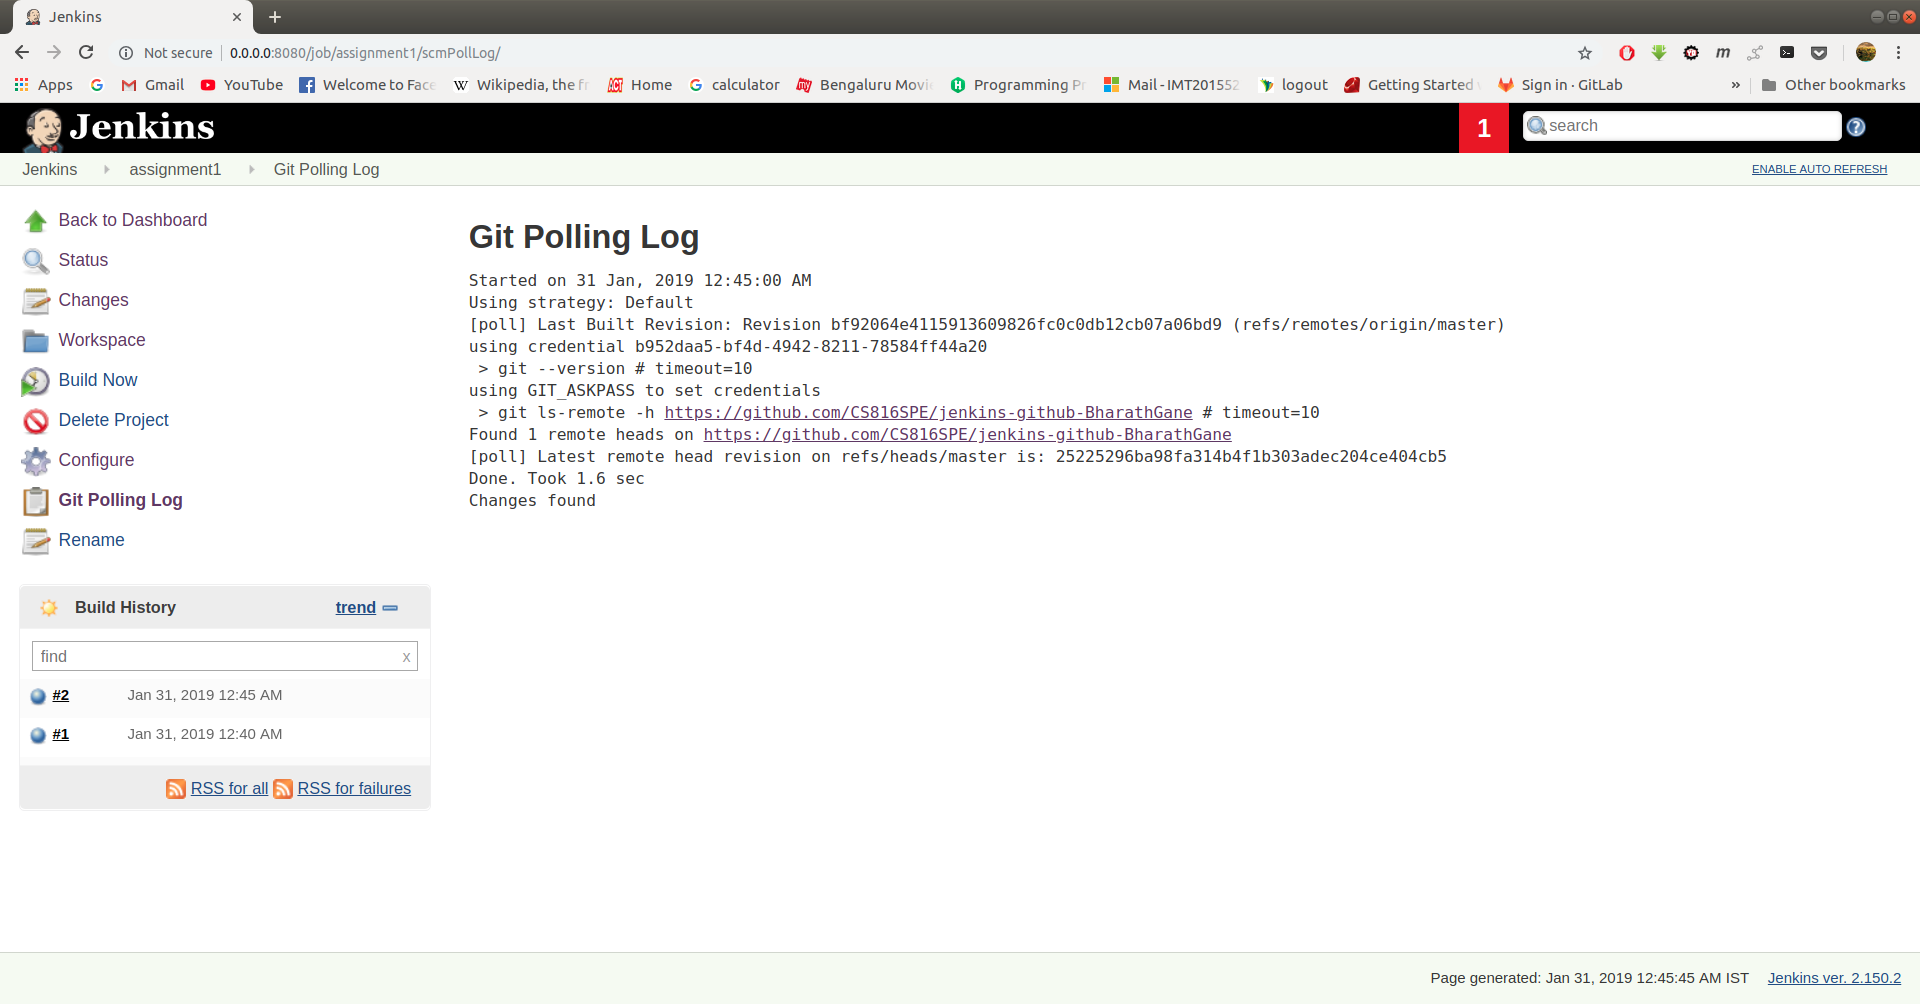 Jenkins
Not secure | 0.0.0.0:8080/job/assignment1/scmPollLog/
Apps Gmail YouTube Welcome to Face Wikipedia, the fr Home calculator Bengaluru Movi Programming Pr Mail - IMT201552 logout Getting Started Sign in · GitLab » Other bookmarks
Jenkins 1 search
Jenkins assignment1 Git Polling Log ENABLE AUTO REFRESH
Back to Dashboard
Status
Changes
Workspace
Build Now
Delete Project
Configure
Git Polling Log
Rename
Build History trend
find x
#2 Jan 31, 2019 12:45 AM
#1 Jan 31, 2019 12:40 AM
RSS for all RSS for failures
Git Polling Log
Started on 31 Jan, 2019 12:45:00 AM
Using strategy: Default
[poll] Last Built Revision: Revision bf92064e4115913609826fc0c0db12cb07a06bd9 (refs/remotes/origin/master)
using credential b952daa5-bf4d-4942-8211-78584ff44a20
> git --version # timeout=10
using GIT_ASKPASS to set credentials
> git ls-remote -h https://github.com/CS816SPE/jenkins-github-BharathGane # timeout=10
Found 1 remote heads on https://github.com/CS816SPE/jenkins-github-BharathGane
[poll] Latest remote head revision on refs/heads/master is: 25225296ba98fa314b4f1b303adec204ce404cb5
Done. Took 1.6 sec
Changes found
Page generated: Jan 31, 2019 12:45:45 AM IST Jenkins ver. 2.150.2